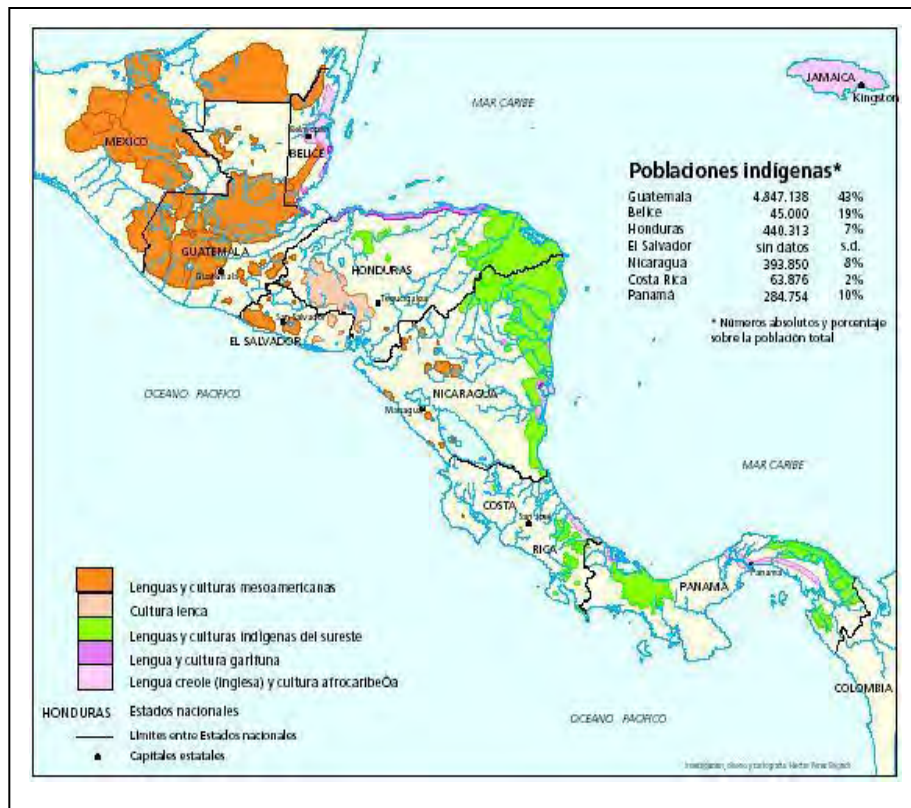 MAR CARIBE
JAMAICA
Kingston
MEXICO
Belmopán
BELICE
Poblaciones indígenas*
Guatemala 4.847.138 43%
Belice 45.000 19%
Honduras 440.313 7%
El Salvador sin datos s.d.
Nicaragua 393.850 8%
Costa Rica 63.876 2%
Panamá 284.754 10%
* Números absolutos y porcentaje
sobre la población total
GUATEMALA
Guatemala
HONDURAS
Tegucigalpa
San Salvador
EL SALVADOR
OCEANO PACIFICO
NICARAGUA
Managua
MAR CARIBE
COSTA
San José
RICA
PANAMA
Panamá
COLOMBIA
Lenguas y culturas mesoamericanas
Cultura lenca
Lenguas y culturas indígenas del sureste
Lengua y cultura garífuna
Lengua creole (inglesa) y cultura afrocaribeÒa
HONDURAS Estados nacionales
Límites entre Estados nacionales
Capitales estatales
OCEANO PACIFICO